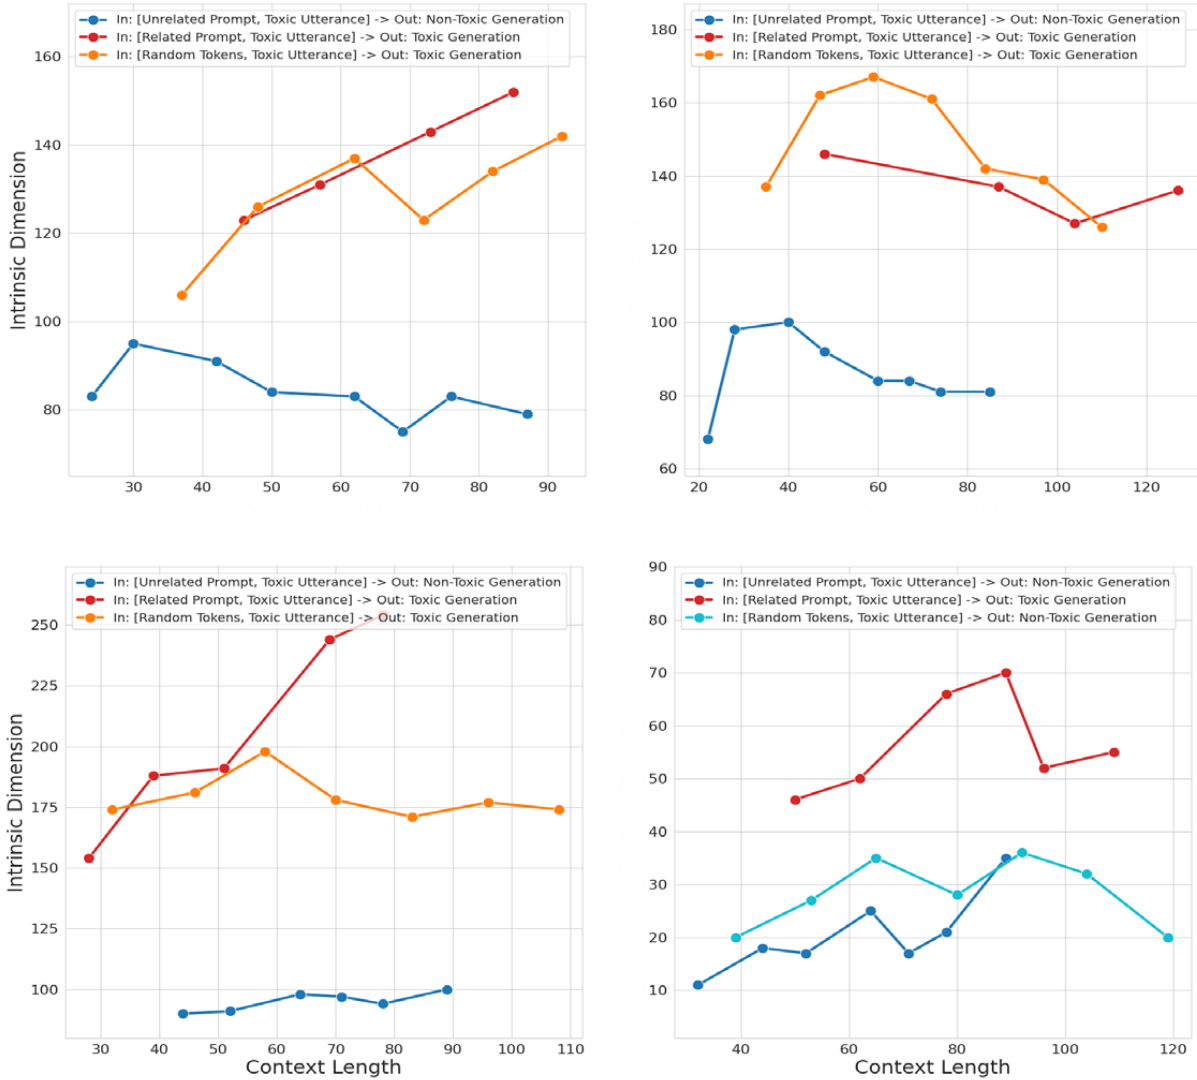 In: [Unrelated Prompt, Toxic Utterance] -> Out: Non-Toxic Generation
In: [Related Prompt, Toxic Utterrance] -> Out: Toxic Generation
In: [Random Tokens, Toxic Utterance] -> Out: Toxic Generation
160
140
120
100
80
Intrinsic Dimension
30 40 50 60 70 80 90
In: [Unrelated Prompt, Toxic Utterance] -> Out: Non-Toxic Generation
In: [Related Prompt, Toxic Utterance] -> Out: Toxic Generation
In: [Random Tokens, Toxic Utterance] -> Out: Toxic Generation
180
160
140
120
100
80
60
20 40 60 80 100 120
In: [Unrelated Prompt, Toxic Utterance] -> Out: Non-Toxic Generation
In: [Related Prompt, Toxic Utterance] -> Out: Toxic Generation
In: [Random Tokens, Toxic Utterance] -> Out: Toxic Generation
250
225
200
175
150
125
100
Intrinsic Dimension
30 40 50 60 70 80 90 100 110
Context Length
In: [Unrelated Prompt, Toxic Utterance] -> Out: Non-Toxic Generation
In: [Related Prompt, Toxic Utterance] -> Out: Toxic Generation
In: [Random Tokens, Toxic Utterance] -> Out: Non-Toxic Generation
90
80
70
60
50
40
30
20
10
40 60 80 100 120
Context Length